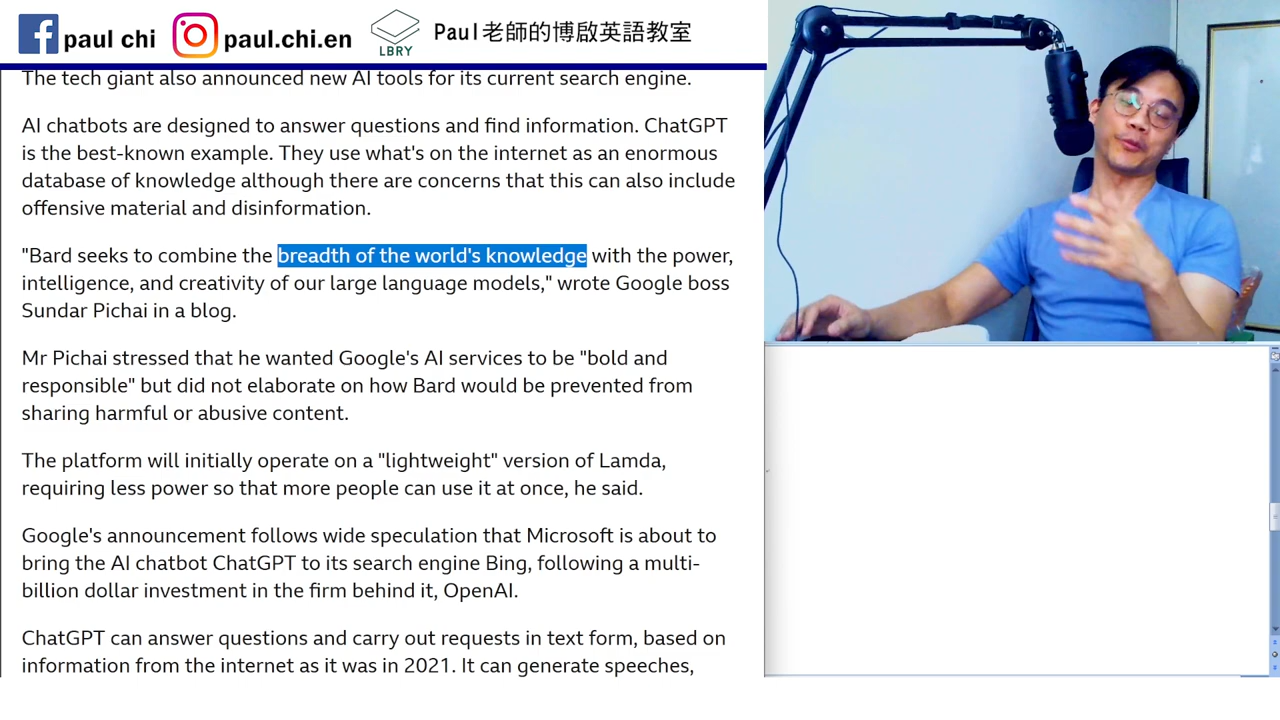 paul chi
paul.chi.en
LBRY
Paul老師的博啟英語教室
The tech giant also announced new AI tools for its current search engine.
AI chatbots are designed to answer questions and find information. ChatGPT
is the best-known example. They use what's on the internet as an enormous
database of knowledge although there are concerns that this can also include
offensive material and disinformation.
"Bard seeks to combine the breadth of the world's knowledge with the power,
intelligence, and creativity of our large language models," wrote Google boss
Sundar Pichai in a blog.
Mr Pichai stressed that he wanted Google's AI services to be "bold and
responsible" but did not elaborate on how Bard would be prevented from
sharing harmful or abusive content.
The platform will initially operate on a "lightweight" version of Lamda,
requiring less power so that more people can use it at once, he said.
Google's announcement follows wide speculation that Microsoft is about to
bring the AI chatbot ChatGPT to its search engine Bing, following a multi-
billion dollar investment in the firm behind it, OpenAI.
ChatGPT can answer questions and carry out requests in text form, based on
information from the internet as it was in 2021. It can generate speeches,